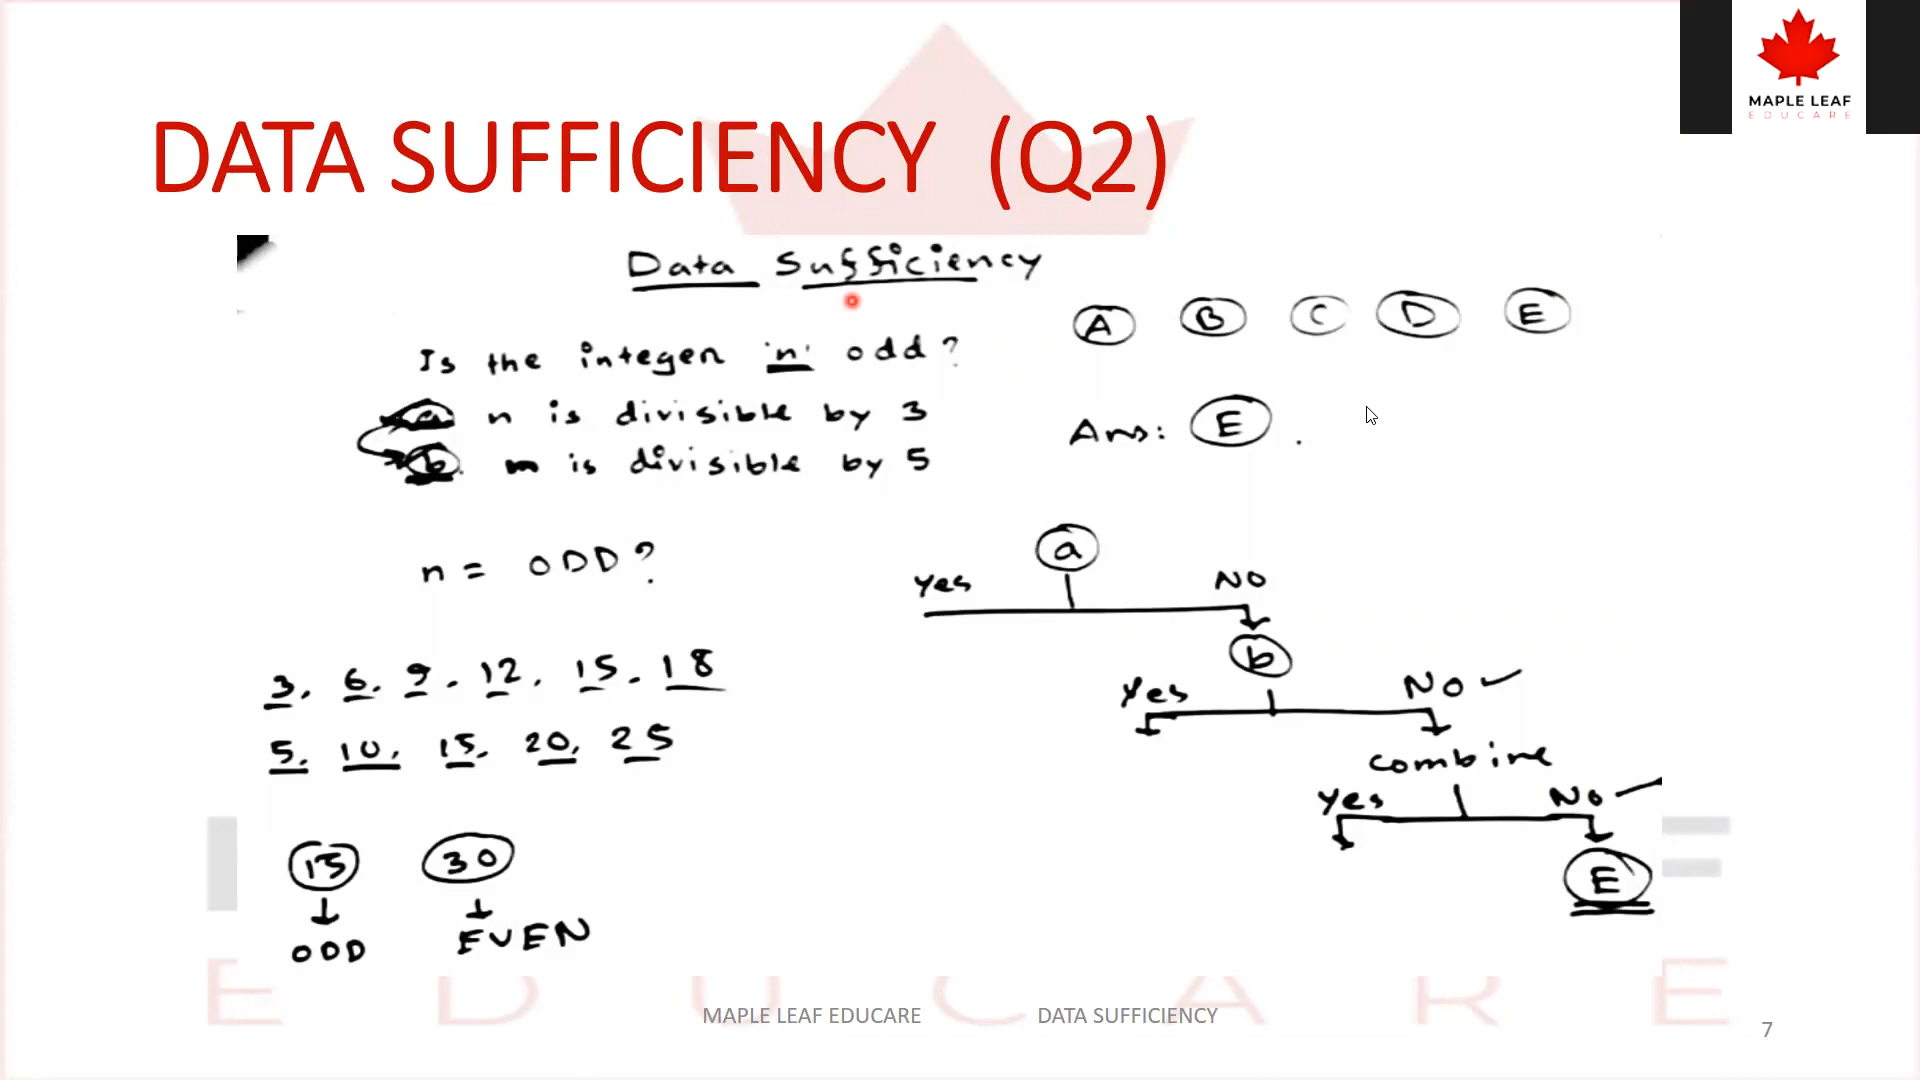 MAPLE LEAF
EDUCARE
DATA SUFFICIENCY (Q2)
Data Sufficiency
A B C D E
Is the integer 'n' odd?
a n is divisible by 3
b. n is divisible by 5
Ans: E.
n = ODD?
a
Yes NO
b
Yes NO
combine
Yes NO
E
3, 6, 9, 12, 15, 18
5, 10, 15, 20, 25
15 30
ODD EVEN
EDUCARE
MAPLE LEAF EDUCARE DATA SUFFICIENCY
7